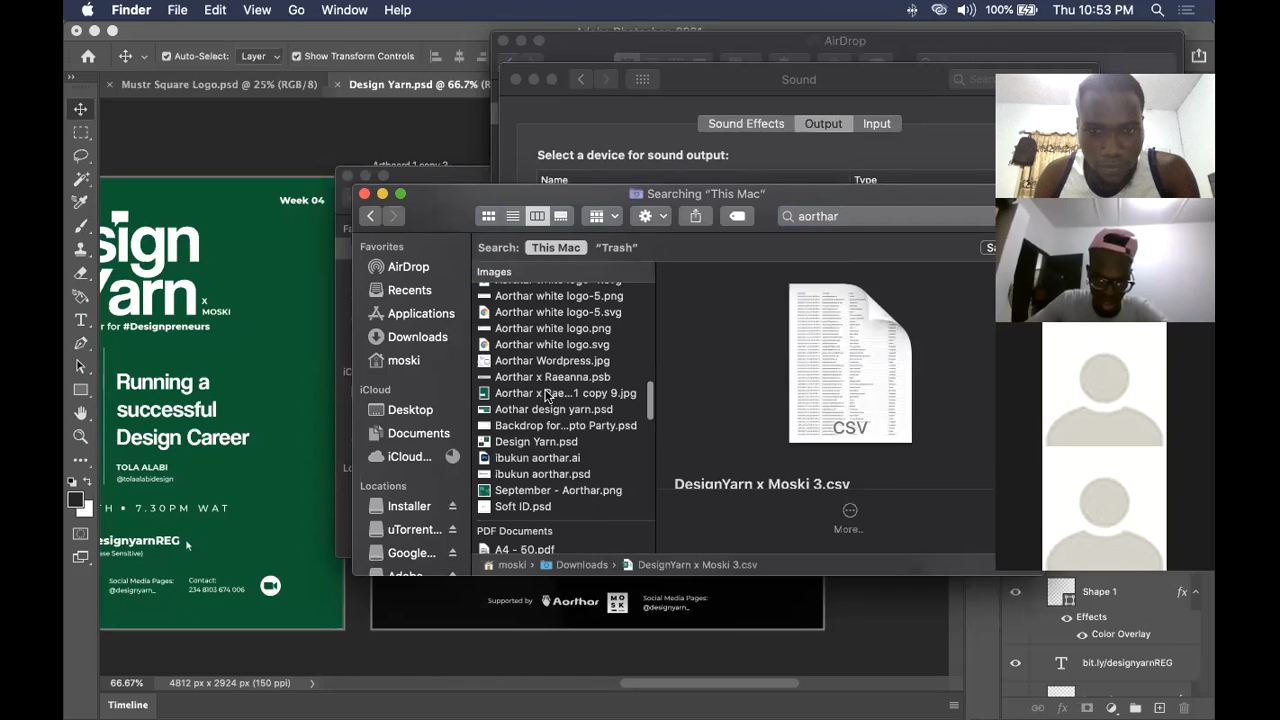 Finder File Edit View Go Window Help
100% Thu 10:53 PM
Auto-Select: Layer Show Transform Controls
AirDrop
Mustr Square Logo.psd @ 25% (RGB/8)
Design Yarn.psd @ 66.7%
Sound
Sound Effects Output Input
Select a device for sound output:
Name Type
Week 04
sign
Yarn x
MOSKI
r for #designpreneurs
Running a
successful
Design Career
TOLA ALABI
@tolaelabidesign
TH 7.30PM WAT
esignyarnREG
ase Sensitive)
Social Media Pages:
@designyarn_
Contact:
234 8103 674 006
Searching “This Mac”
aorthar
Search: This Mac “Trash”
Favorites
AirDrop
Recents
Applications
Downloads
moski
iCloud
Desktop
Documents
iCloud...
Locations
Installer
uTorrent...
Google...
Images
Aorthar white logo-5.png
Aorthar white logo-5.svg
Aorthar white logo.png
Aorthar white logo.svg
Aorthar Wordpress.jpg
copy 9.jpg
Backdrop
pto Party.psd
Design Yarn.psd
ibukun aorthar.ai
ibukun aorthar.psd
September - Aorthar.png
Soft ID.psd
PDF Documents
A4 - 50.pdf
CSV
DesignYarn x Moski 3.csv
More..
moski Downloads DesignYarn x Moski 3.csv
Supported by Aorthar MOSKI
Social Media Pages:
@designyarn_
Shape 1 fx
Effects
Color Overlay
T bit.ly/designyarnREG
66.67% 4812 px x 2924 px (150 ppi)
Timeline